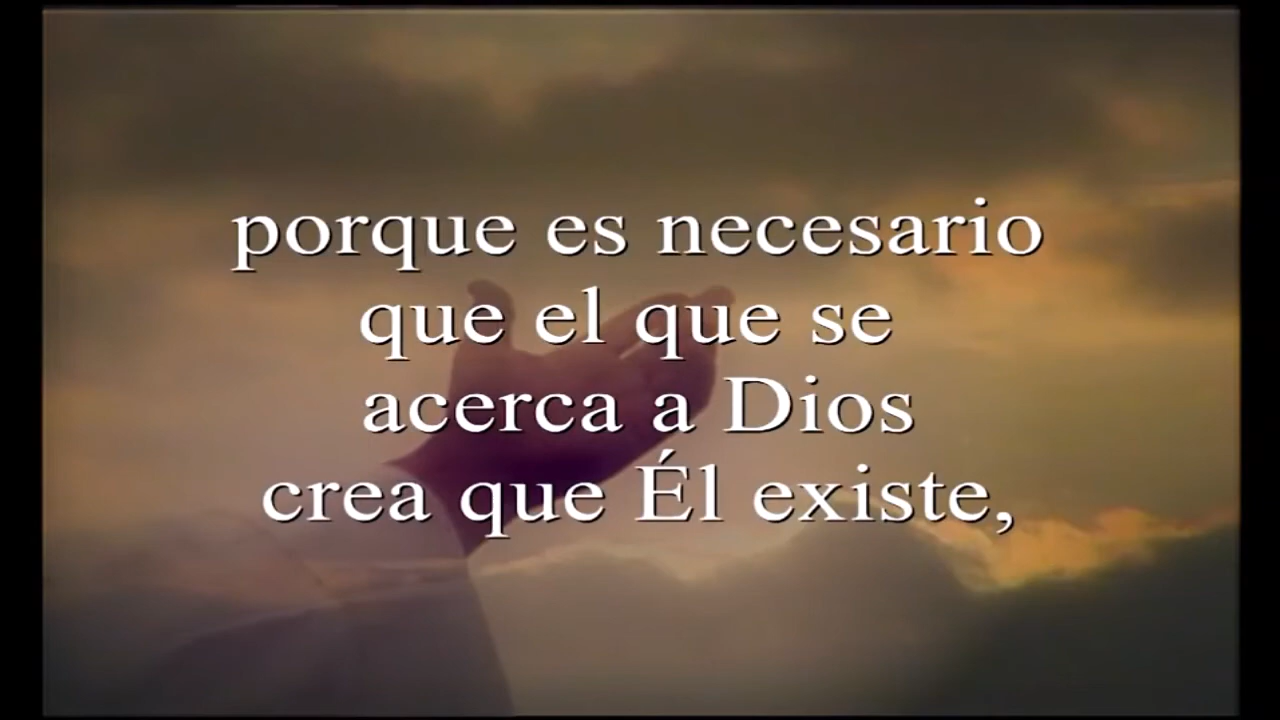 porque es necesario
que el que se
acerca a Dios
crea que Él existe,